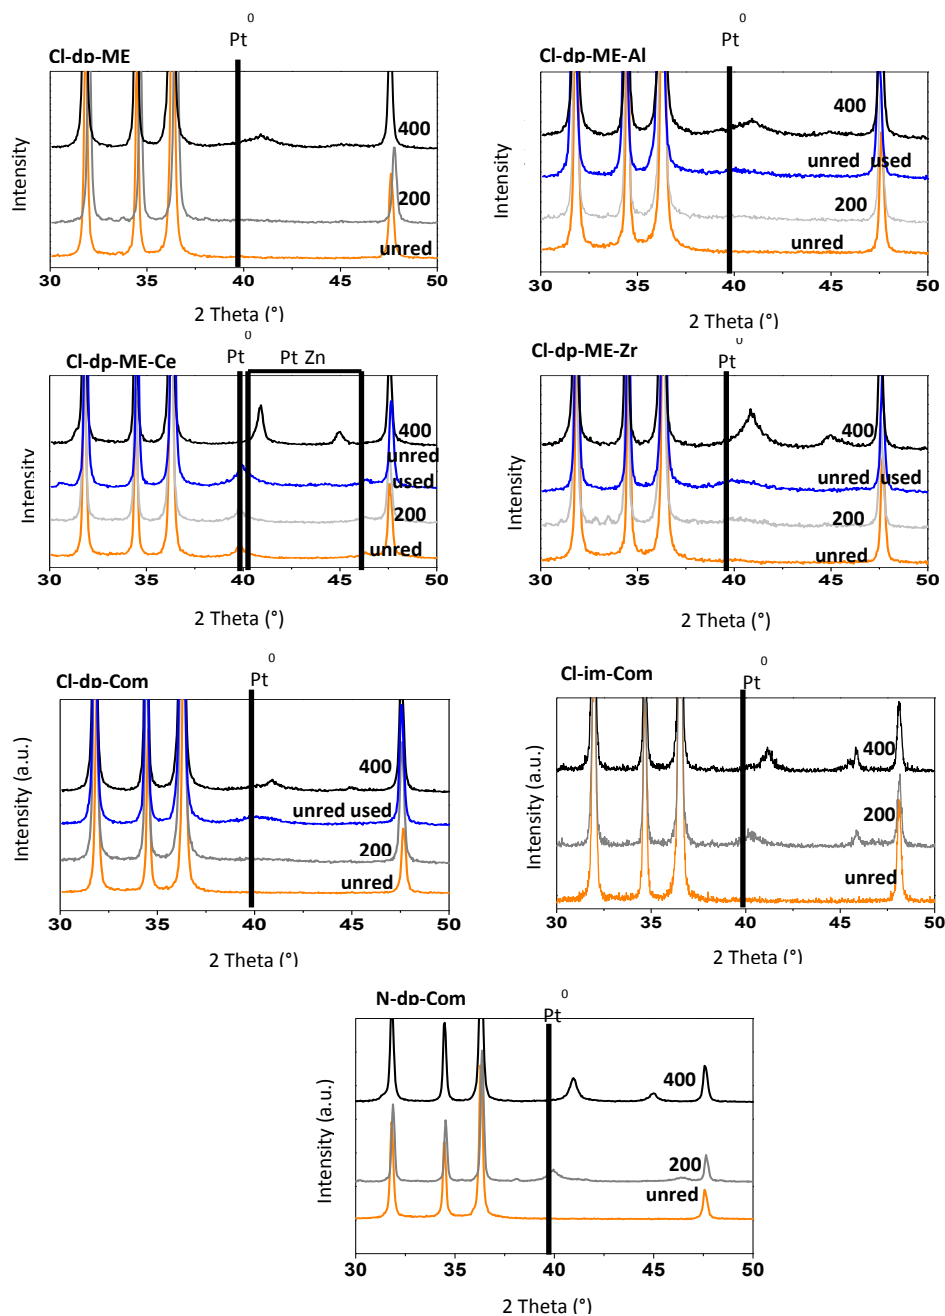 0
Pt
Cl-dp-ME
400
200
unred
Intensity
30 35 40 45 50
2 Theta (°)
0
Pt
Cl-dp-ME-Al
400
unred used
200
unred
Intensity
30 35 40 45 50
2 Theta (°)
0
Cl-dp-ME-Ce
Pt
Pt Zn
400
unred
used
200
unred
Intensity
30 35 40 45 50
2 Theta (°)
0
Cl-dp-ME-Zr
Pt
400
unred used
200
unred
Intensity
30 35 40 45 50
2 Theta (°)
0
Cl-dp-Com
Pt
400
unred used
200
unred
Intensity (a.u.)
30 35 40 45 50
2 Theta (°)
0
Cl-im-Com
Pt
400
200
unred
Intensity (a.u.)
30 35 40 45 50
2 Theta (°)
0
N-dp-Com
Pt
400
200
unred
Intensity (a.u.)
30 35 40 45 50
2 Theta (°)